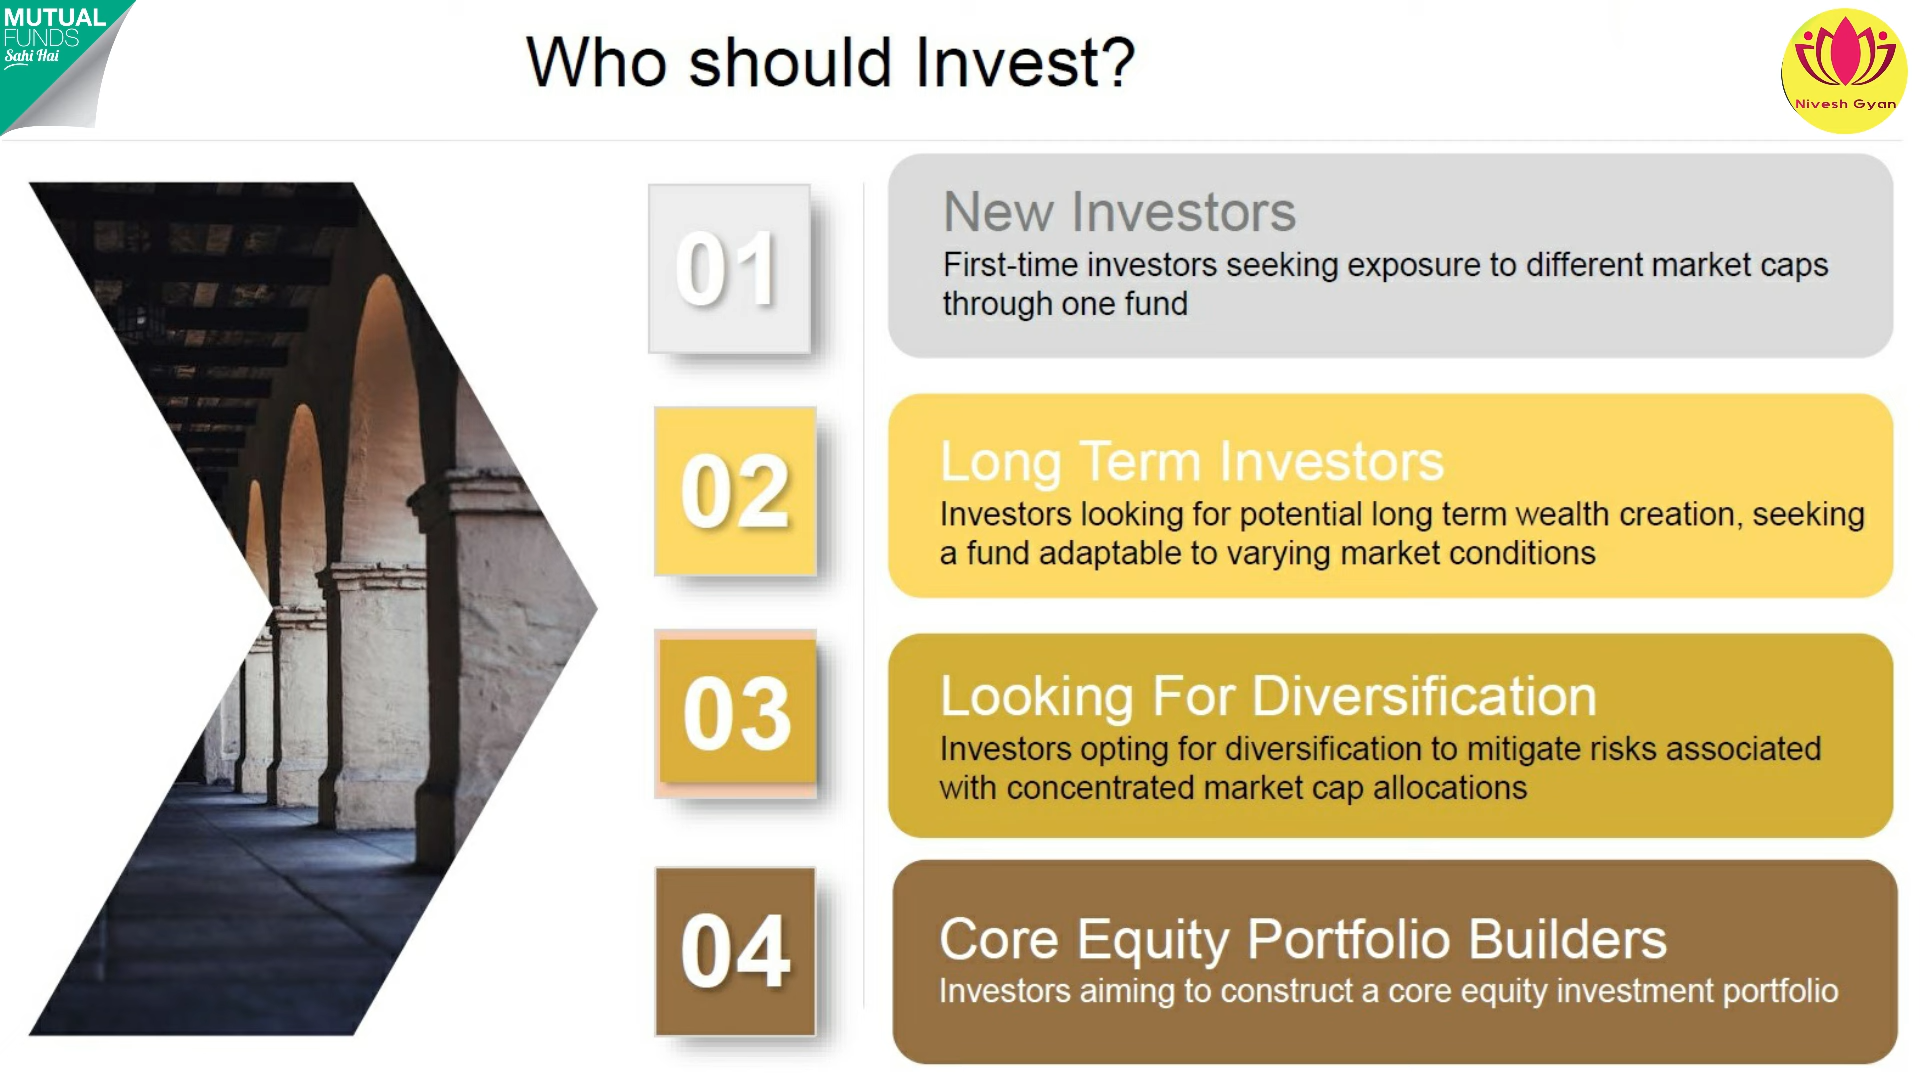 MUTUAL
FUNDS
Sahi Hai
Who should Invest?
Nivesh Gyan
01
New Investors
First-time investors seeking exposure to different market caps
through one fund
02
Long Term Investors
Investors looking for potential long term wealth creation, seeking
a fund adaptable to varying market conditions
03
Looking For Diversification
Investors opting for diversification to mitigate risks associated
with concentrated market cap allocations
04
Core Equity Portfolio Builders
Investors aiming to construct a core equity investment portfolio